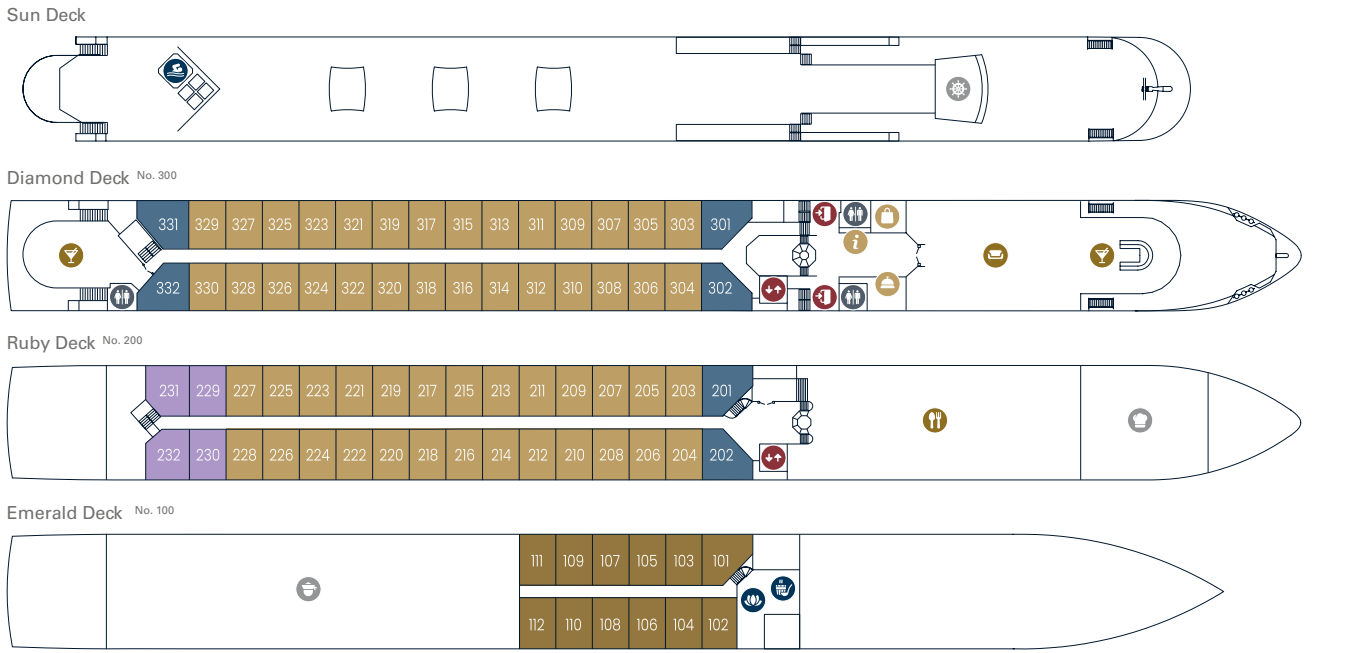 Sun Deck
Diamond Deck No. 300
331 329 327 325 323 321 319 317 315 313 311 309 307 305 303 301
i
332 330 328 326 324 322 320 318 316 314 312 310 308 306 304 302
Ruby Deck No. 200
231 229 227 225 223 221 219 217 215 213 211 209 207 205 203 201
232 230 228 226 224 222 220 218 216 214 212 210 208 206 204 202
Emerald Deck No. 100
111 109 107 105 103 101
112 110 108 106 104 102